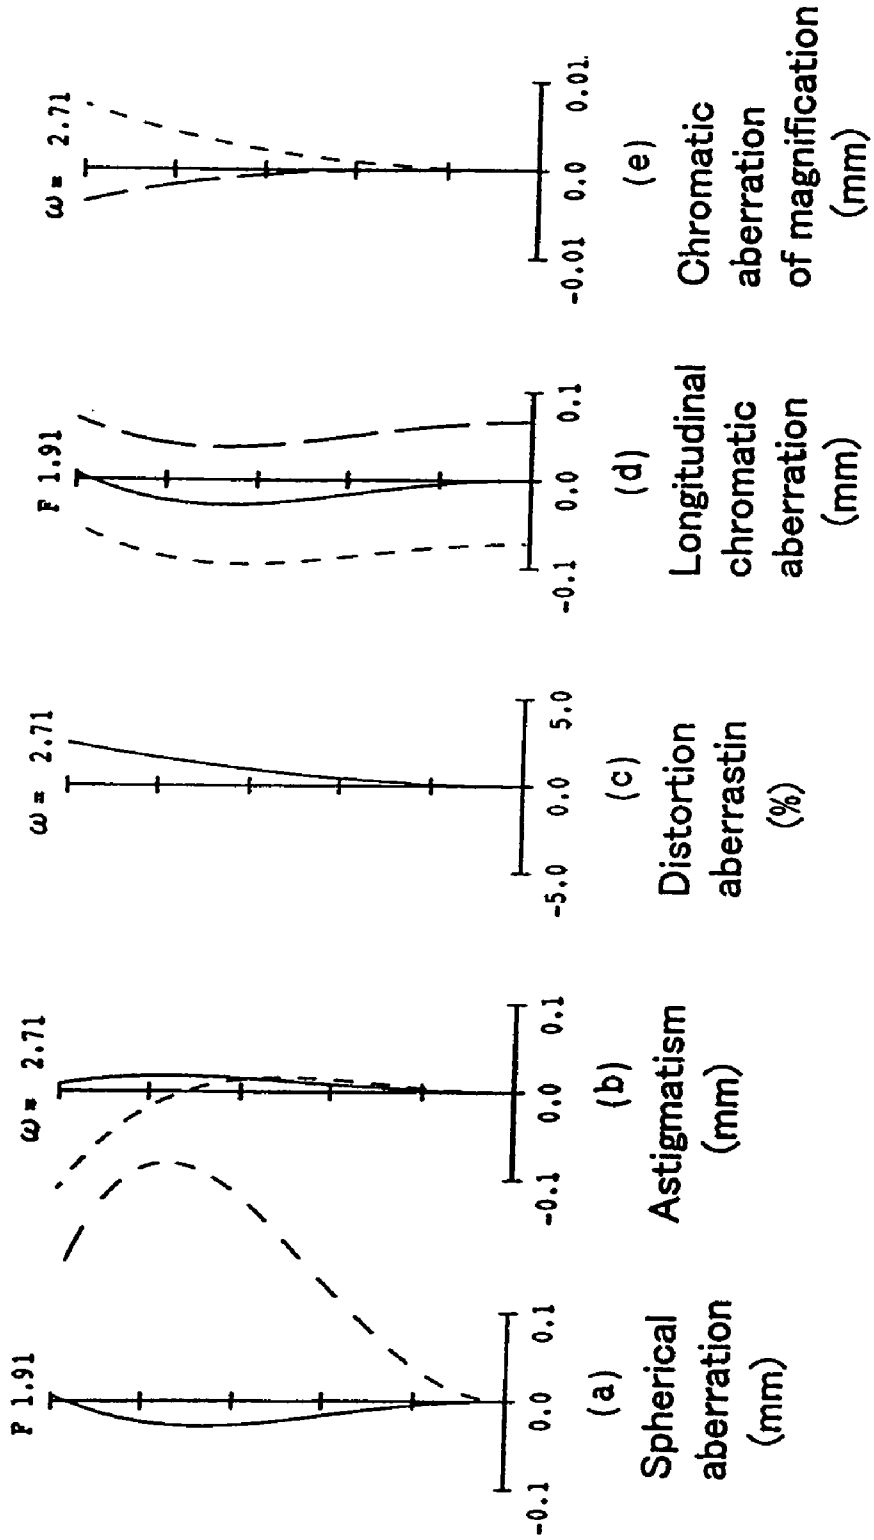 F 1.91
-0.1 0.0 0.1
(a)
Spherical
aberration
(mm)
ω= 2.71
-0.1 0.0 0.1
(b)
Astigmatism
(mm)
ω= 2.71
-5.0 0.0 5.0
(c)
Distortion
aberrastin
(%)
F 1.91
-0.1 0.0 0.1
(d)
Longitudinal
chromatic
aberration
(mm)
ω= 2.71
-0.01 0.0 0.01
(e)
Chromatic
aberration
of magnification
(mm)